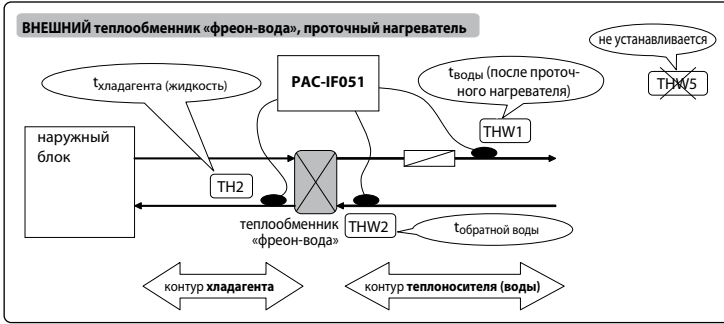 ВНЕШНИЙ теплообменник «фреон-вода», проточный нагреватель
не устанавливается
THW5
tхладагента (жидкость)
PAC-IF051
tводы (после проточ-
ного нагревателя)
THW1
наружный
блок
TH2
теплообменник
«фреон-вода»
THW2
tобратной воды
контур хладагента
контур теплоносителя (воды)